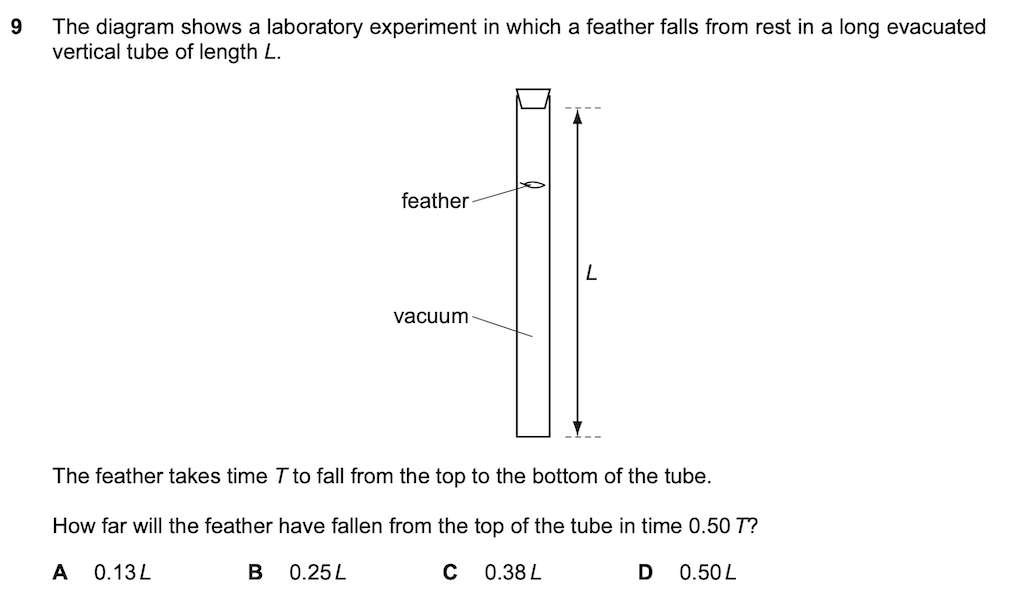 9 The diagram shows a laboratory experiment in which a feather falls from rest in a long evacuated
vertical tube of length L.
feather
L
vacuum
The feather takes time T to fall from the top to the bottom of the tube.
How far will the feather have fallen from the top of the tube in time 0.50 T?
A 0.13 L B 0.25 L C 0.38 L D 0.50 L